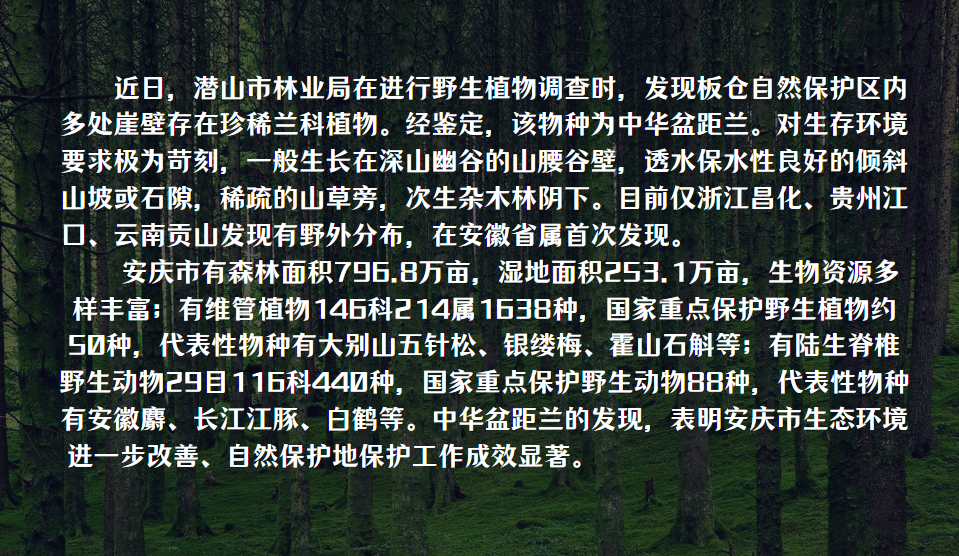 近日，潜山市林业局在进行野生植物调查时，发现板仓自然保护区内
多处崖壁存在珍稀兰科植物。经鉴定，该物种为中华盆距兰。对生存环境
要求极为苛刻，一般生长在深山幽谷的山腰谷壁，透水保水性良好的倾斜
山坡或石隙，稀疏的山草旁，次生杂木林阴下。目前仅浙江昌化、贵州江
口、云南贡山发现有野外分布，在安徽省属首次发现。
安庆市有森林面积796.8万亩，湿地面积253.1万亩，生物资源多
样丰富；有维管植物146科214属1638种，国家重点保护野生植物约
50种，代表性物种有大别山五针松、银缕梅、霍山石斛等；有陆生脊椎
野生动物29目116科440种，国家重点保护野生动物88种，代表性物种
有安徽麝、长江江豚、白鹤等。中华盆距兰的发现，表明安庆市生态环境
进一步改善、自然保护地保护工作成效显著。